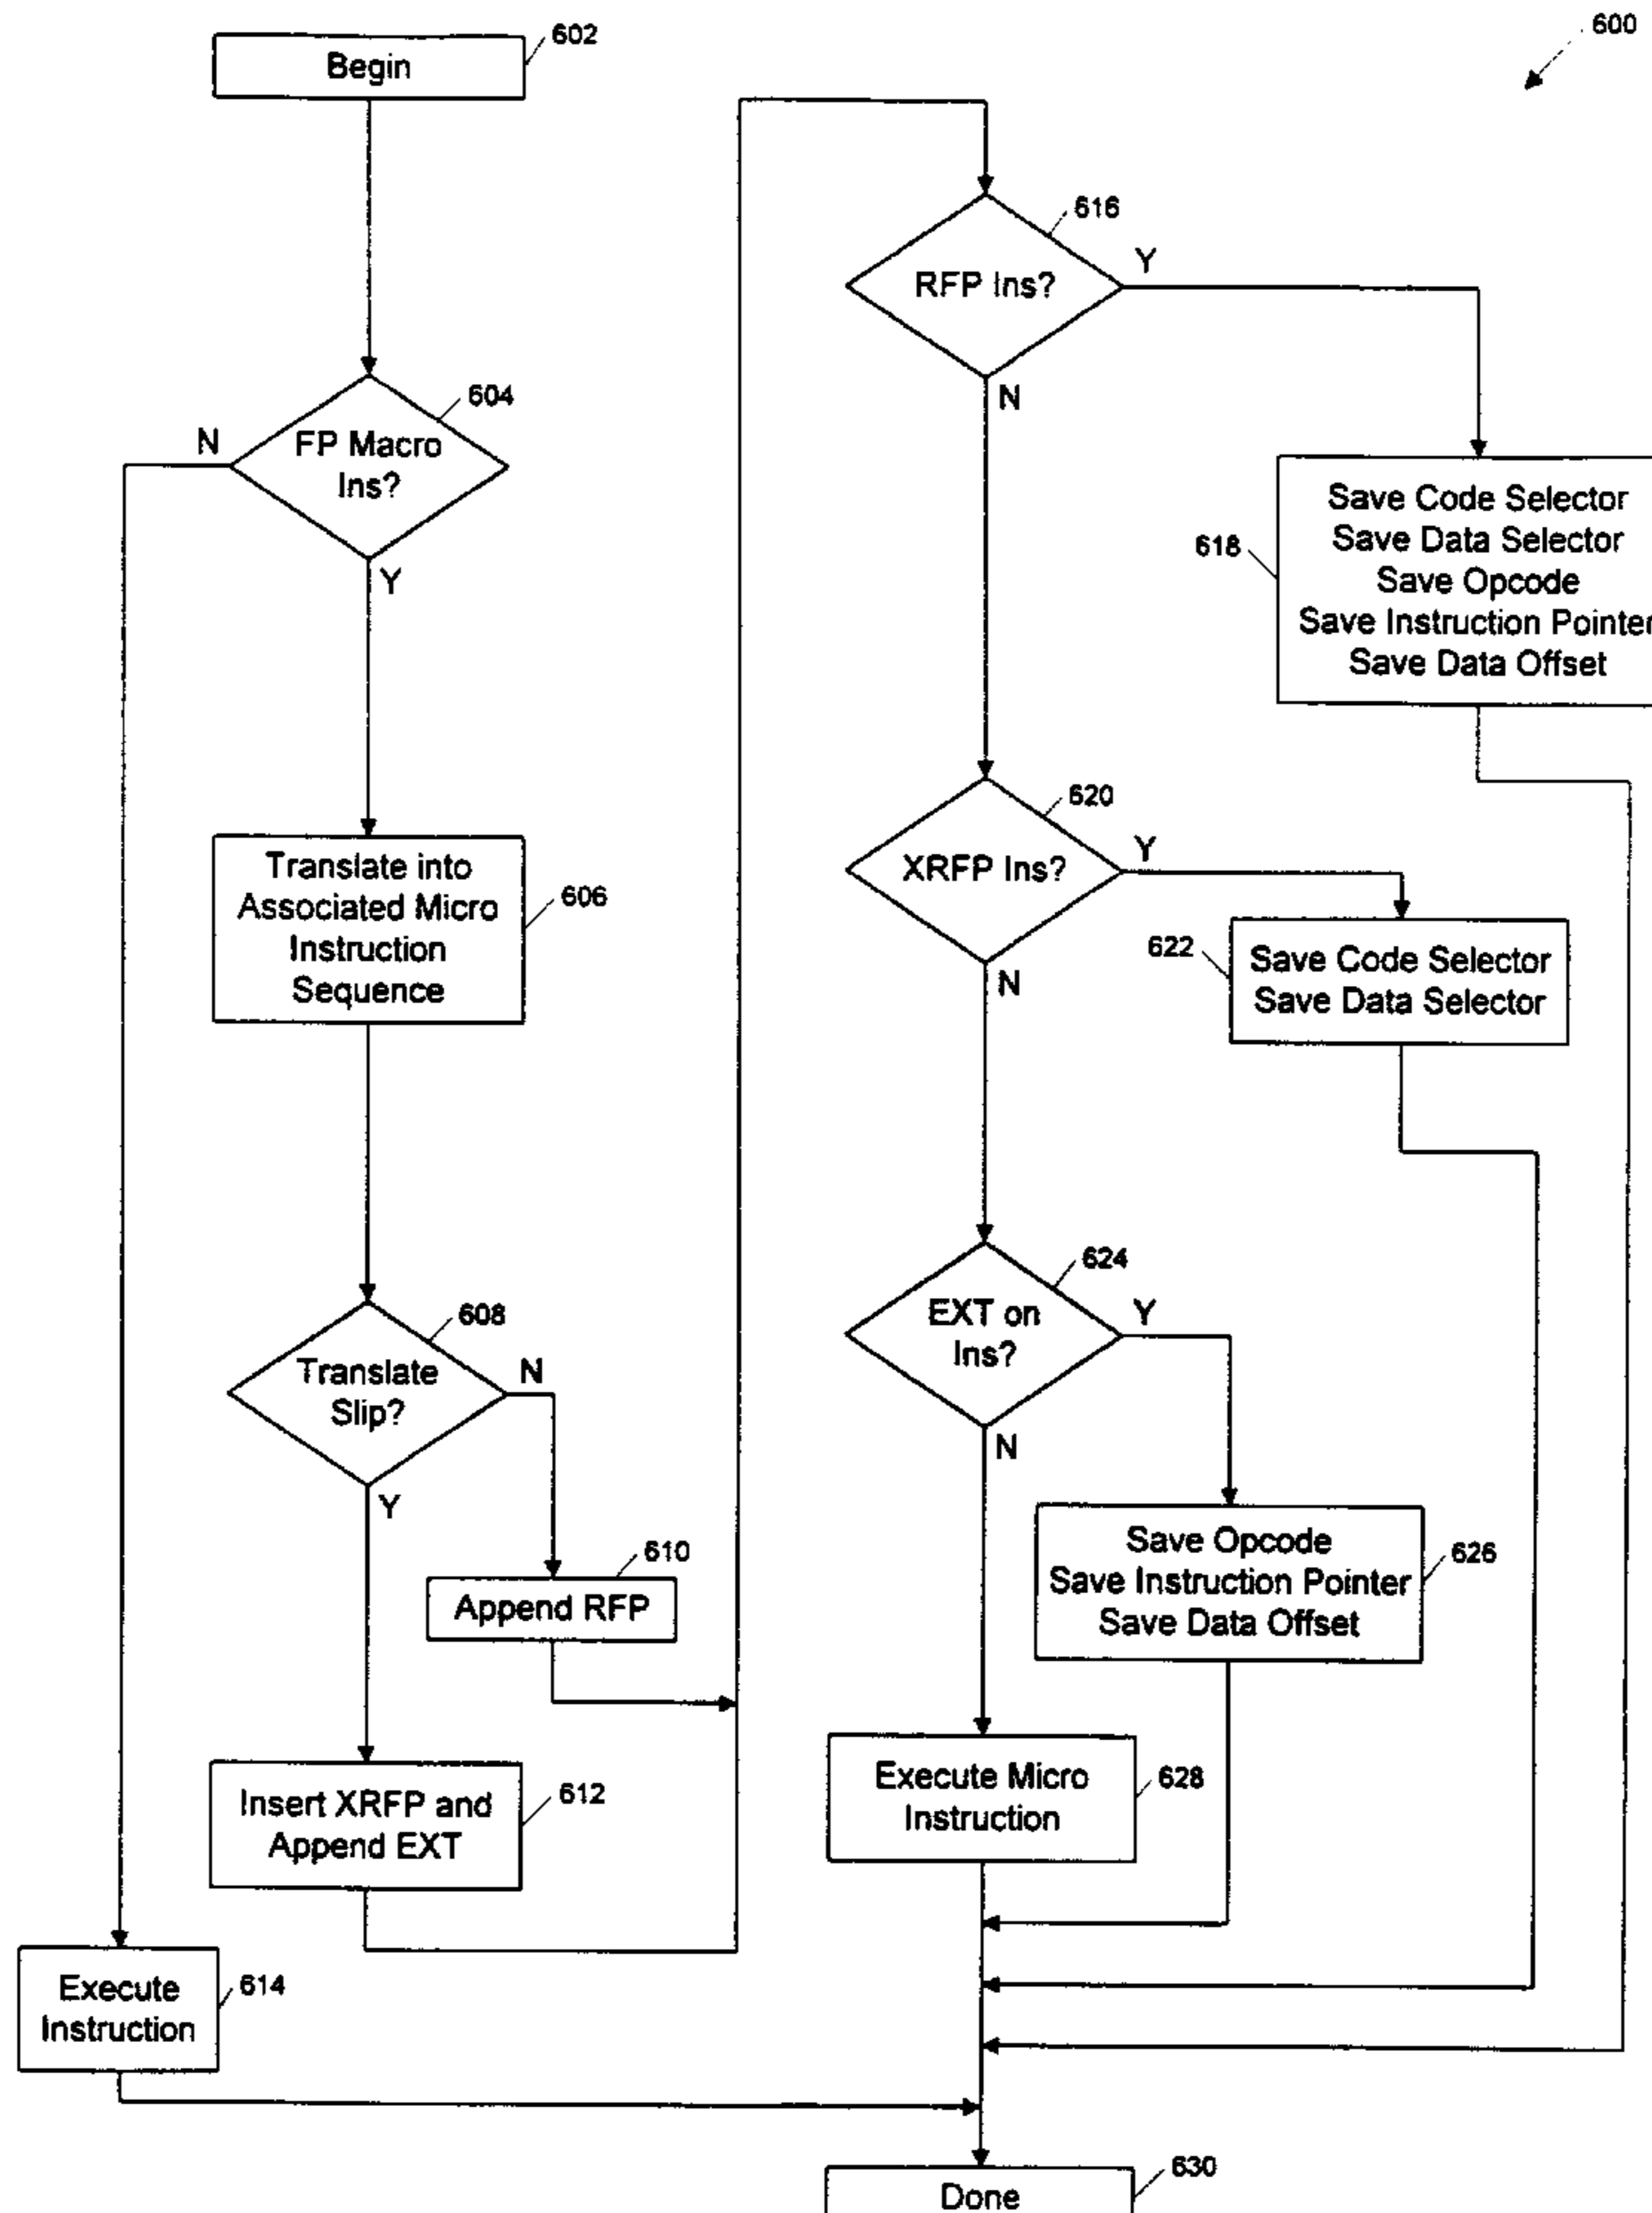 600
602
Begin
604
N
FP Macro
Ins?
Y
Translate into
Associated Micro
Instruction
Sequence
606
608
Translate
Slip?
N
Y
610
Append RFP
Insert XRFP and
Append EXT
612
Execute
Instruction
614
616
RFP Ins?
Y
N
618
Save Code Selector
Save Data Selector
Save Opcode
Save Instruction Pointer
Save Data Offset
620
XRFP Ins?
Y
N
622
Save Code Selector
Save Data Selector
624
EXT on
Ins?
Y
N
Save Opcode
Save Instruction Pointer
Save Data Offset
626
Execute Micro
Instruction
628
Done
630